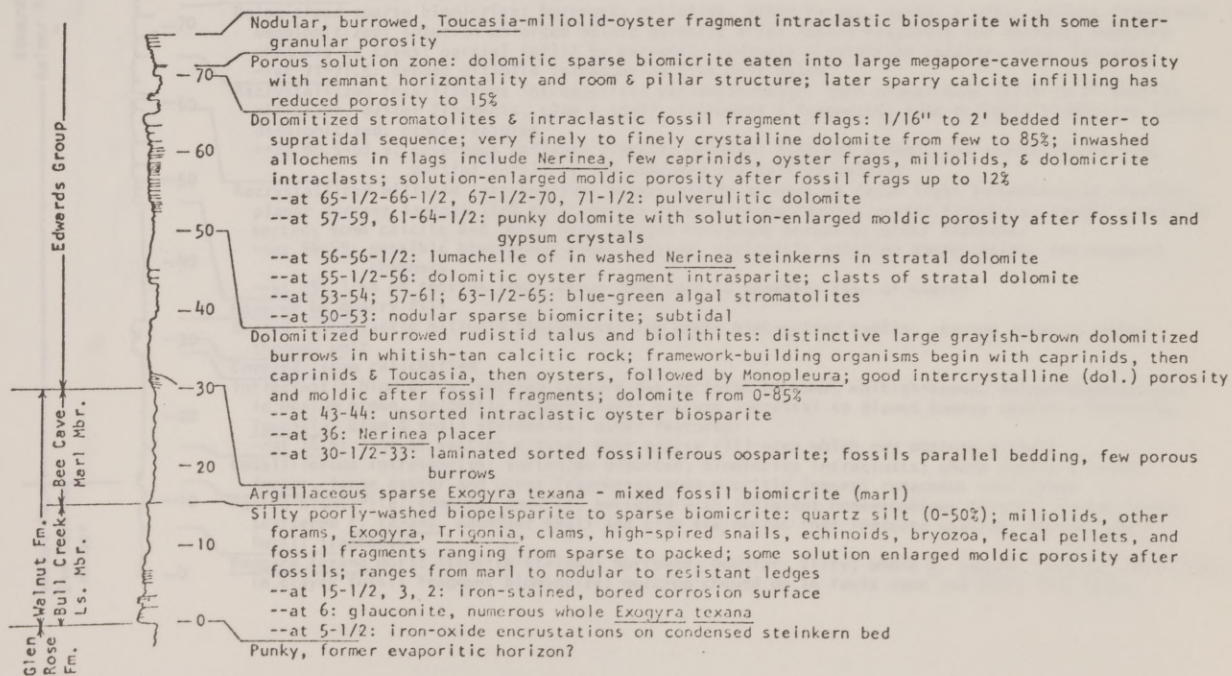 Nodular, burrowed, Toucasia-miliolid-oyster fragment intraclastic biosparite with some inter-
granular porosity
Porous solution zone: dolomitic sparse biomicrite eaten into large megapore-cavernous porosity
with remnant horizontality and room & pillar structure; later sparry calcite infilling has
reduced porosity to 15%
Dolomitized stromatolites & intraclastic fossil fragment flags: 1/16" to 2' bedded inter- to
supratidal sequence; very finely to finely crystalline dolomite from few to 85%; inwashed
allochems in flags include Nerinea, few caprinids, oyster frags, miliolids, & dolomicrite
intraclasts; solution-enlarged moldic porosity after fossil frags up to 12%
--at 65-1/2-66-1/2, 67-1/2-70, 71-1/2: pulverulitic dolomite
--at 57-59, 61-64-1/2: punky dolomite with solution-enlarged moldic porosity after fossils and
gypsum crystals
--at 56-56-1/2: lumachelle of in washed Nerinea steinkerns in stratal dolomite
--at 55-1/2-56: dolomitic oyster fragment intrasparite; clasts of stratal dolomite
--at 53-54; 57-61; 63-1/2-65: blue-green algal stromatolites
--at 50-53: nodular sparse biomicrite; subtidal
Dolomitized burrowed rudistid talus and biolithites: distinctive large grayish-brown dolomitized
burrows in whitish-tan calcitic rock; framework-building organisms begin with caprinids, then
caprinids & Toucasia, then oysters, followed by Monopleura; good intercrystalline (dol.) porosity
and moldic after fossil fragments; dolomite from 0-85%
--at 43-44: unsorted intraclastic oyster biosparite
--at 36: Nerinea placer
--at 30-1/2-33: laminated sorted fossiliferous oosparite; fossils parallel bedding, few porous
burrows
Argillaceous sparse Exogyra texana - mixed fossil biomicrite (marl)
Silty poorly-washed biopelsparite to sparse biomicrite: quartz silt (0-50%); miliolids, other
forams, Exogyra, Trigonia, clams, high-spired snails, echinoids, bryozoa, fecal pellets, and
fossil fragments ranging from sparse to packed; some solution enlarged moldic porosity after
fossils; ranges from marl to nodular to resistant ledges
--at 15-1/2, 3, 2: iron-stained, bored corrosion surface
--at 6: glauconite, numerous whole Exogyra texana
--at 5-1/2: iron-oxide encrustations on condensed steinkern bed
Punky, former evaporitic horizon?
70
60
50
40
30
20
10
0
Edwards Group
Walnut Fm.
Bee Cave
Marl Mbr.
Bull Creek
Ls. Mbr.
Glen
Rose
Fm.